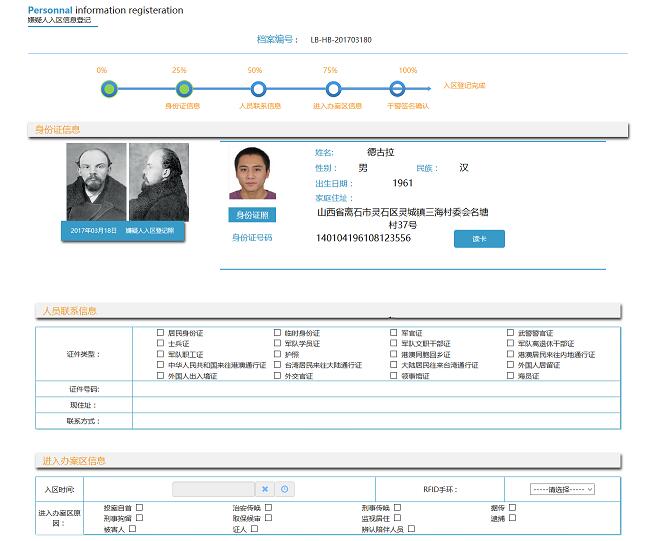 Personnal information registeration
嫌疑人入区信息登记
档案编号： LB-HB-201703180
0% 25% 50% 75% 100%
入区登记完成
身份证信息 人员联系信息 进入办案区信息 干警签名确认
身份证信息
姓名: 德古拉
性别： 男 民族： 汉
出生日期： 1961
家庭住址：
山西省离石市灵石区灵城镇三海村委会名塘
村37号
身份证照
身份证号码 140104196108123556 读卡
2017年03月18日 嫌疑人入区登记照
人员联系信息
证件类型：
居民身份证 临时身份证 军官证 武警警官证
士兵证 军队学员证 军队文职干部证 军队离退休干部证
军队职工证 护照 港澳同胞回乡证 港澳居民来往内地通行证
中华人民共和国来往港澳通行证 台湾居民来往大陆通行证 大陆居民往来台湾通行证 外国人居留证
外国人出入境证 外交官证 领事馆证 海员证
证件号码:
现住址：
联系方式：
进入办案区信息
入区时间: RFID手环： -----请选择-----
进入办案区原因：
投案自首 治安传唤 刑事传唤 据传
刑事拘留 取保候审 监视居住 逮捕
被害人 证人 辨认陪伴人员